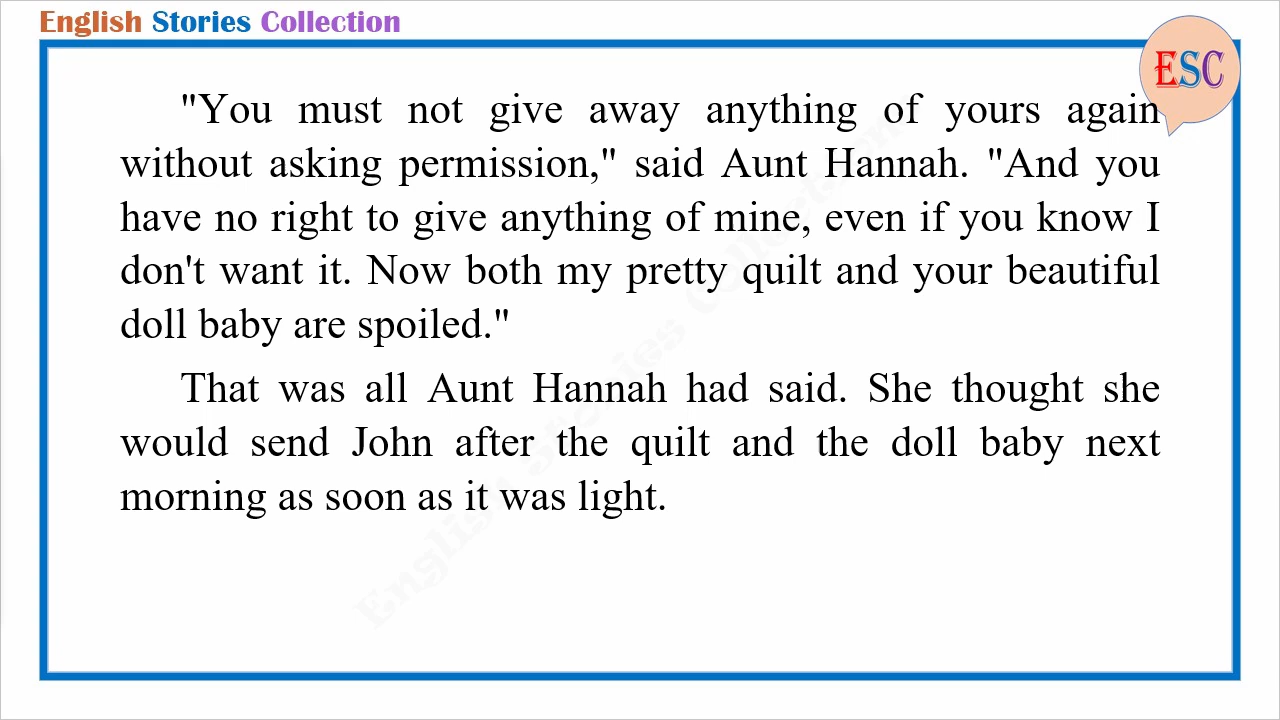 English Stories Collection
ESC
"You must not give away anything of yours again
without asking permission," said Aunt Hannah. "And you
have no right to give anything of mine, even if you know I
don't want it. Now both my pretty quilt and your beautiful
doll baby are spoiled."
That was all Aunt Hannah had said. She thought she
would send John after the quilt and the doll baby next
morning as soon as it was light.
English Stories Collection